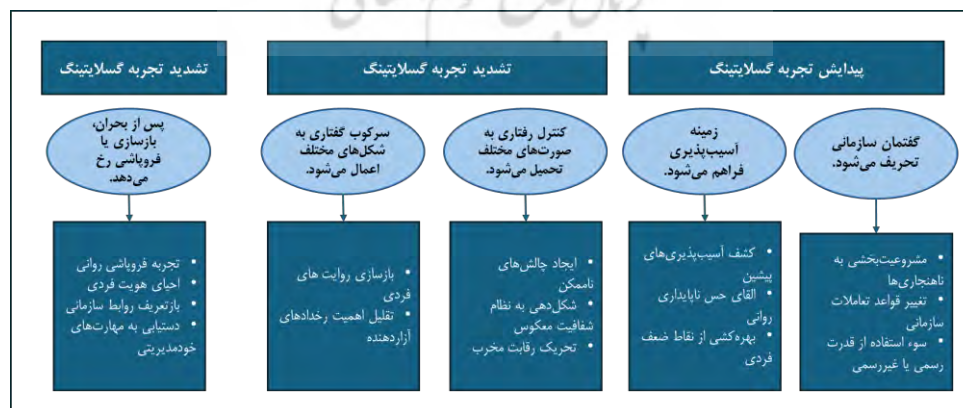 پیدایش تجربه گسلایتینگ
تشدید تجربه گسلایتینگ
تشدید تجربه گسلایتینگ
گفتمان سازمانی
تحریف می‌شود.
زمینه
آسیب‌پذیری
فراهم می‌شود.
کنترل رفتاری به
صورت‌های مختلف
تحمیل می‌شود.
سرکوب گفتاری به
شکل‌های مختلف
اعمال می‌شود.
پس از بحران،
بازسازی یا
فروپاشی رخ
می‌دهد.
• مشروعیت‌بخشی به
ناهنجاری‌ها
• تغییر قواعد تعاملات
سازمانی
• سوء استفاده از قدرت
رسمی یا غیررسمی
• کشف آسیب‌پذیری‌های
پیشین
• القای حس ناپایداری
روانی
• بهره‌کشی از نقاط ضعف
فردی
• ایجاد چالش‌های
ناممکن
• شکل‌دهی به نظام
شفافیت معکوس
• تحریک رقابت مخرب
• بازسازی روایت های
فردی
• تقلیل اهمیت رخدادهای
آزاردهنده
• تجربه فروپاشی روانی
• احیای هویت فردی
• بازتعریف روابط سازمانی
• دستیابی به مهارت‌های
خودمدیریتی